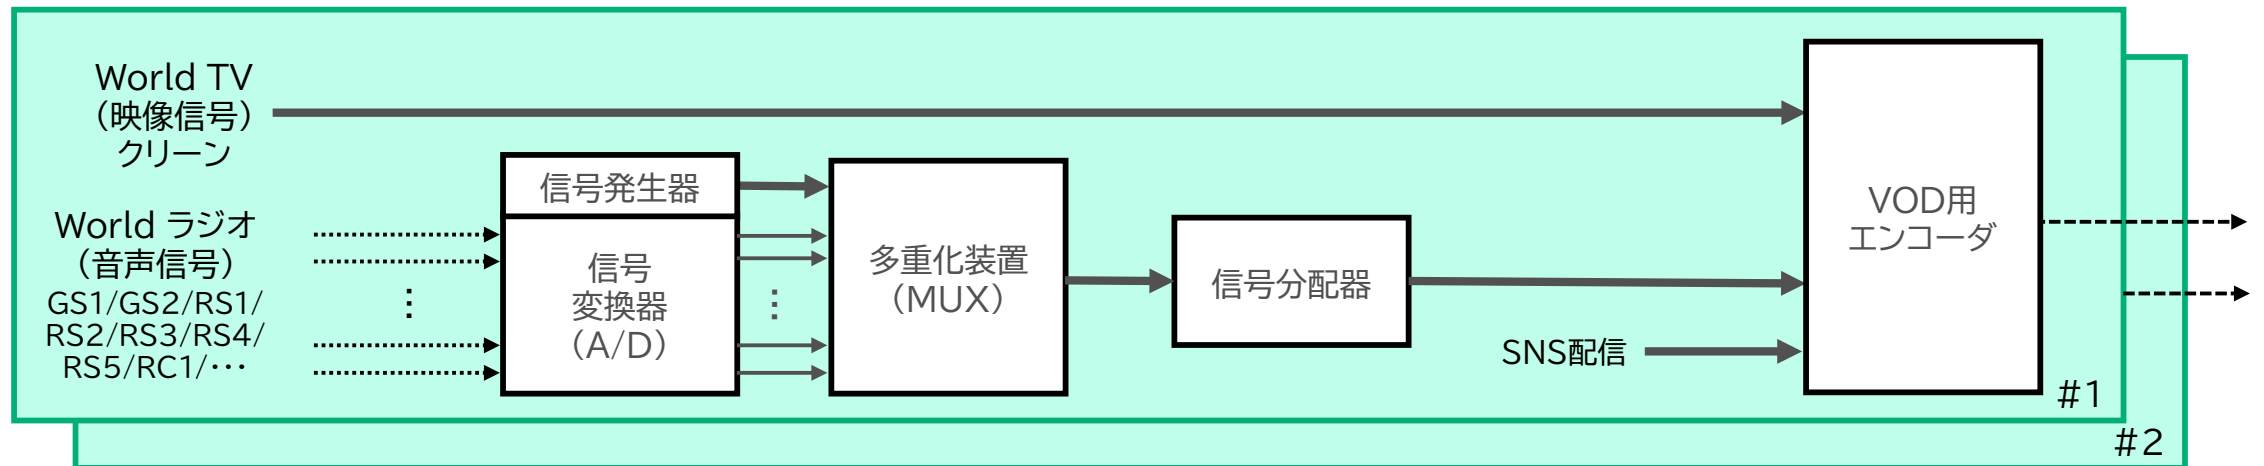 World TV
（映像信号）
クリーン
World ラジオ
（音声信号）
GS1/GS2/RS1/
RS2/RS3/RS4/
RS5/RC1/・・・
信号発生器
信号
変換器
（A/D）
多重化装置
（MUX）
信号分配器
SNS配信
VOD用
エンコーダ
#1
#2